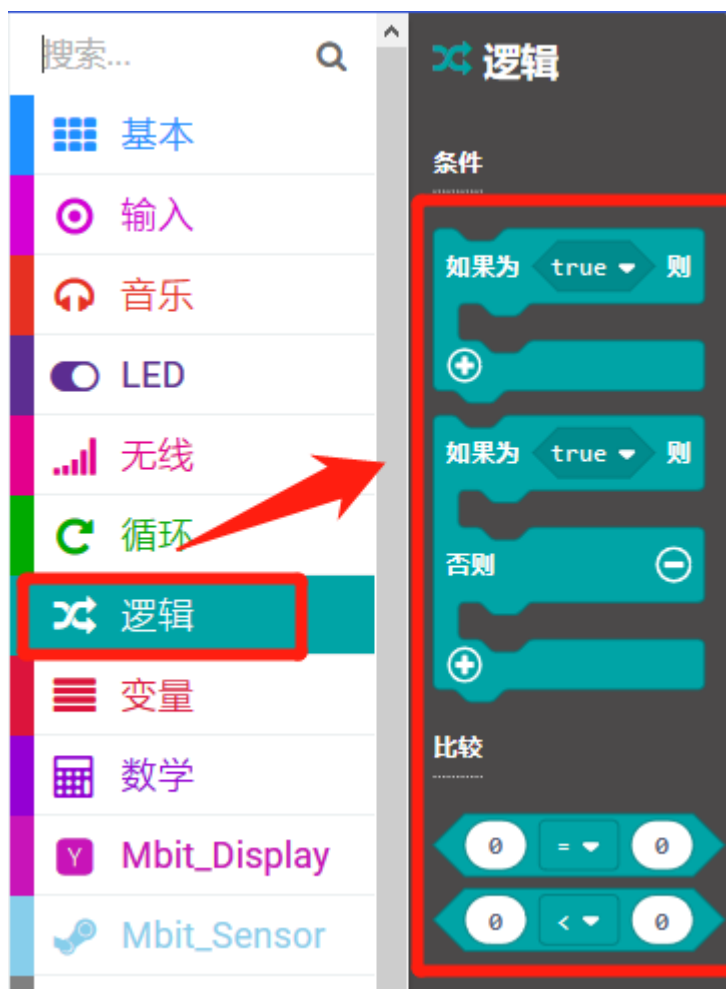 搜索...
基本
输入
音乐
LED
无线
循环
逻辑
变量
数学
Y Mbit_Display
Mbit_Sensor
逻辑
条件
如果为 true 则
如果为 true 则
否则
比较
0 = 0
0 < 0